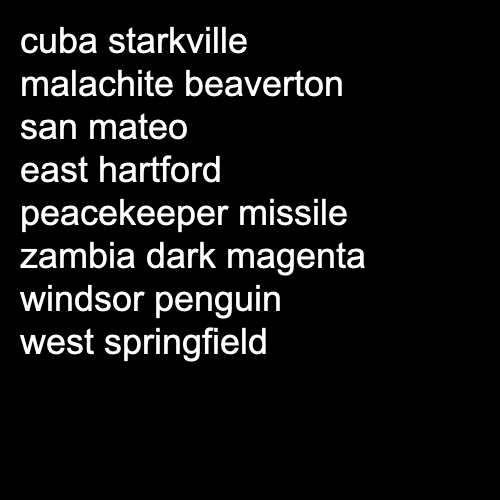 cuba starkville
malachite beaverton
san mateo
east hartford
peacekeeper missile
zambia dark magenta
windsor penguin
west springfield